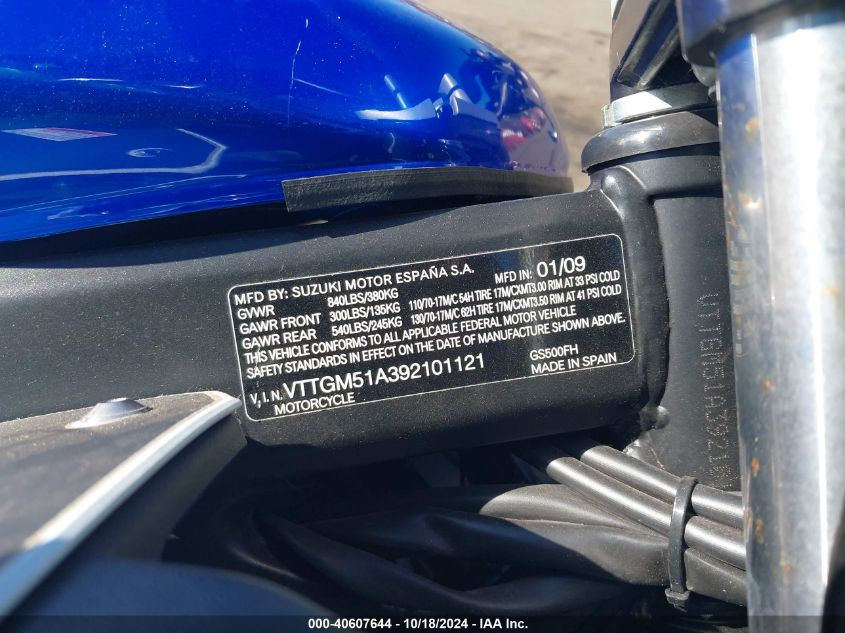 MFD BY: SUZUKI MOTOR ESPAÑA S.A. MFD IN: 01/09
GVWR 840LBS/380KG
GAWR FRONT 300LBS/135KG 110/70-17M/C 54H TIRE 17M/CXMT3.00 RIM AT 33 PSI COLD
GAWR REAR 540LBS/245KG 130/70-17M/C 62H TIRE 17M/CXMT3.50 RIM AT 41 PSI COLD
THIS VEHICLE CONFORMS TO ALL APPLICABLE FEDERAL MOTOR VEHICLE
SAFETY STANDARDS IN EFFECT ON THE DATE OF MANUFACTURE SHOWN ABOVE.
V, I, N, VTTGM51A392101121 GS500FH
MOTORCYCLE MADE IN SPAIN
VTTGM51A3921
000-40607644 - 10/18/2024 - IAA Inc.